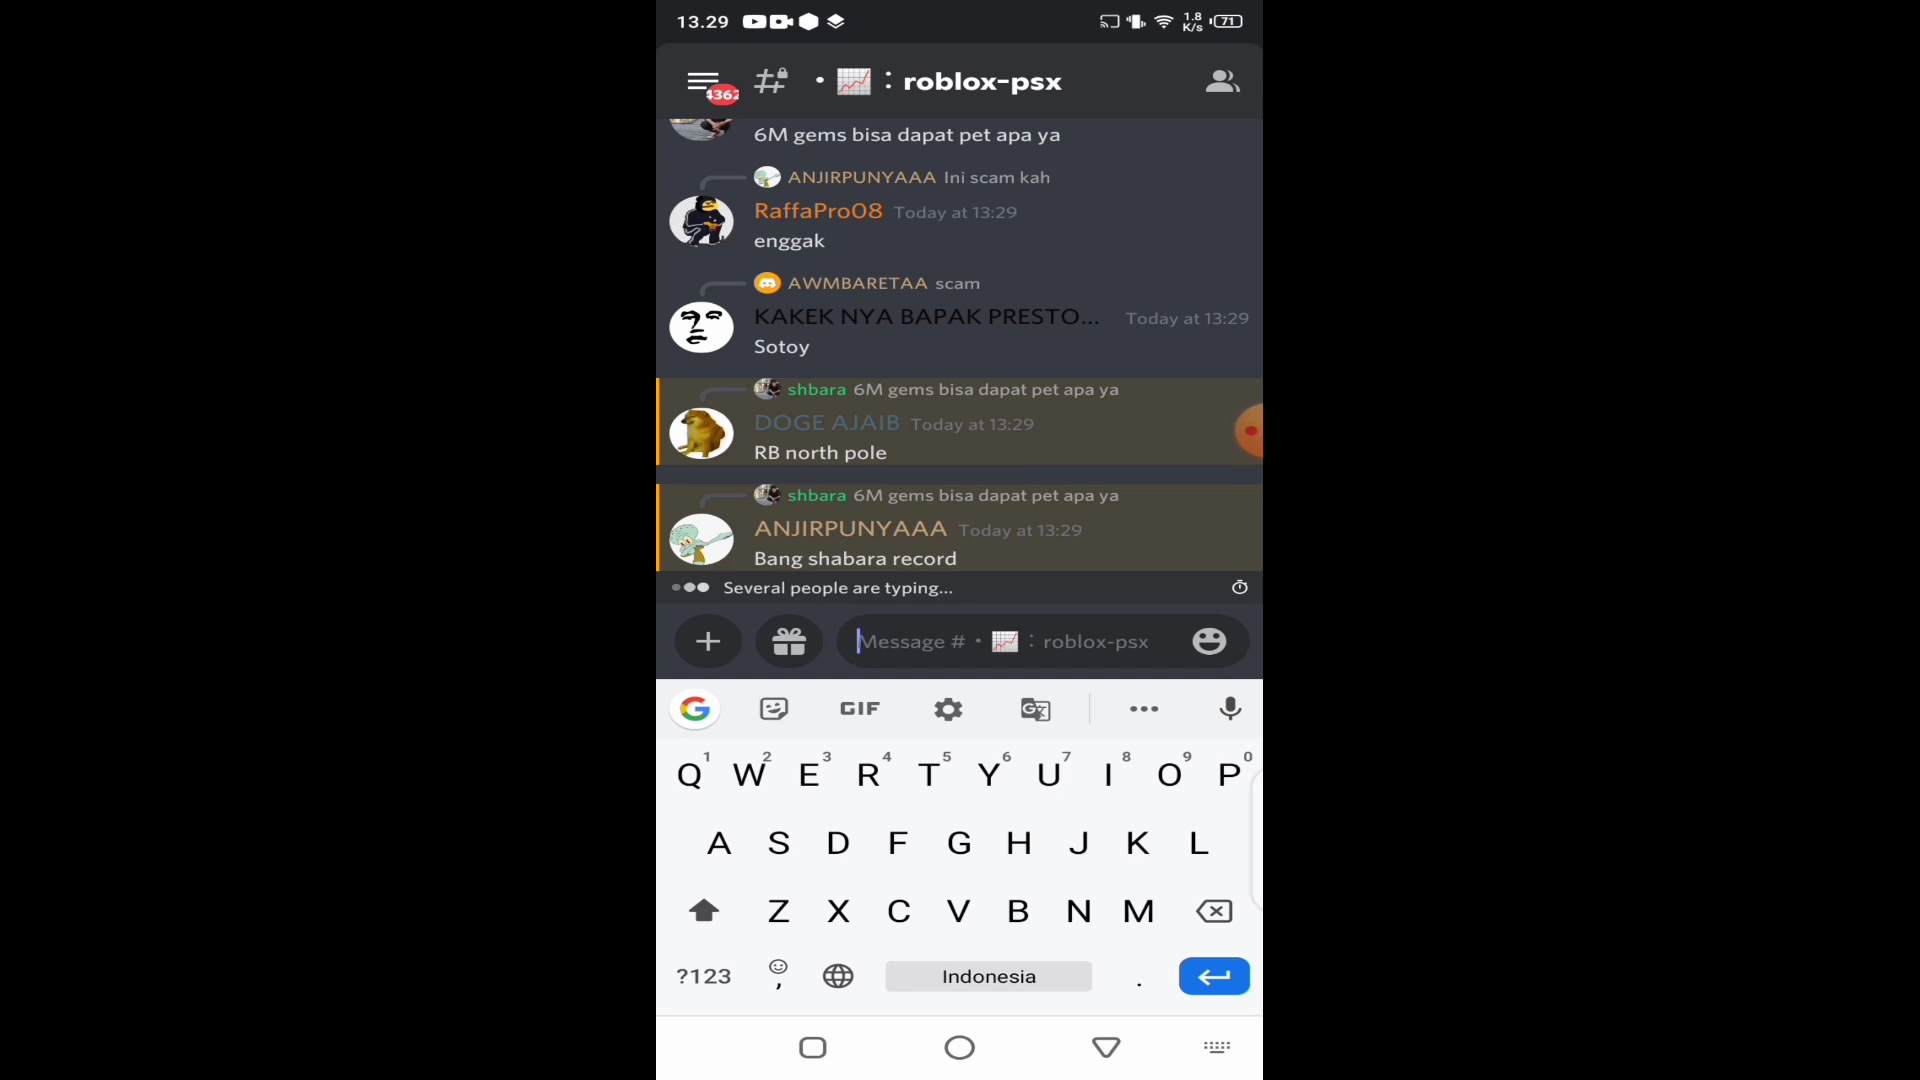 13.29 1.8 K/s 71
4362 • : roblox-psx
6M gems bisa dapat pet apa ya
ANJIRPUNYAAA Ini scam kah
RaffaPro08 Today at 13:29
enggak
AWMBARETAA scam
KAKEK NYA BAPAK PRESTO... Today at 13:29
Sotoy
shbara 6M gems bisa dapat pet apa ya
DOGE AJAIB Today at 13:29
RB north pole
shbara 6M gems bisa dapat pet apa ya
ANJIRPUNYAAA Today at 13:29
Bang shabara record
Several people are typing...
Message # • : roblox-psx
G GIF G
1 2 3 4 5 6 7 8 9 0
Q W E R T Y U I O P
A S D F G H J K L
Z X C V B N M
?123 , Indonesia .